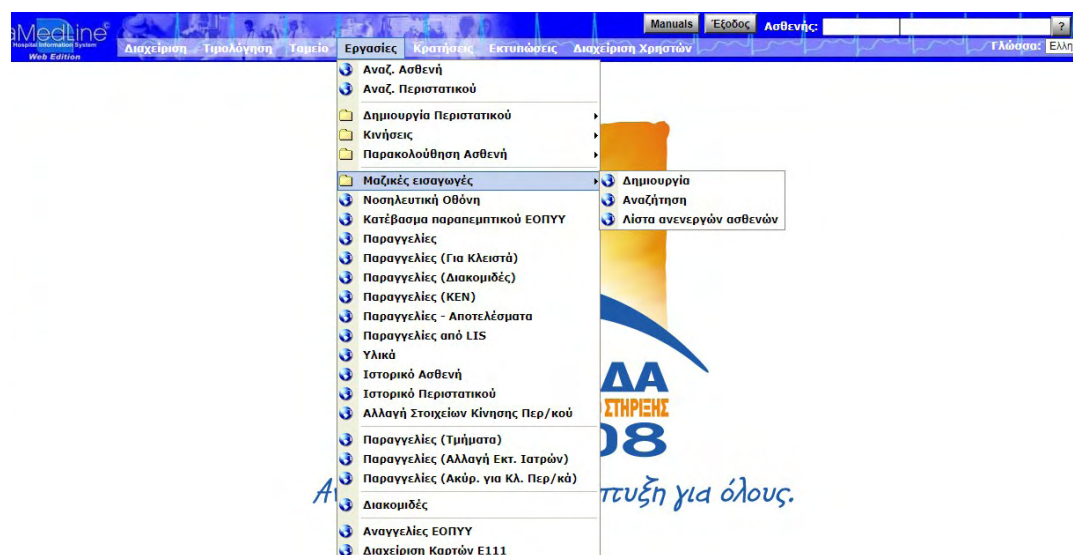 aMedLine®
Hospital Information System
Web Edition
Manuals Έξοδος Ασθενής: ?
Διαχείριση Τιμολόγηση Ταμείο Εργασίες Κρατήσεις Εκτυπώσεις Διαχείριση Χρηστών Γλώσσα: Ελλη
Αναζ. Ασθενή
Αναζ. Περιστατικού
Δημιουργία Περιστατικού
Κινήσεις
Παρακολούθηση Ασθενή
Μαζικές εισαγωγές
Δημιουργία
Αναζήτηση
Λίστα ανενεργών ασθενών
Νοσηλευτική Οθόνη
Κατέβασμα παραπεμπτικού ΕΟΠΥΥ
Παραγγελίες
Παραγγελίες (Για Κλειστά)
Παραγγελίες (Διακομιδές)
Παραγγελίες (ΚΕΝ)
Παραγγελίες - Αποτελέσματα
Παραγγελίες από LIS
Υλικά
Ιστορικό Ασθενή
Ιστορικό Περιστατικού
Αλλαγή Στοιχείων Κίνησης Περ/κού
Παραγγελίες (Τμήματα)
Παραγγελίες (Αλλαγή Εκτ. Ιατρών)
Παραγγελίες (Ακύρ. για Κλ. Περ/κά)
Διακομιδές
Αναγγελίες ΕΟΠΥΥ
Διαχείριση Καρτών Ε111
ΔΑ
ΣΤΗΡΙΞΗΣ
08
πτυξη για όλους.